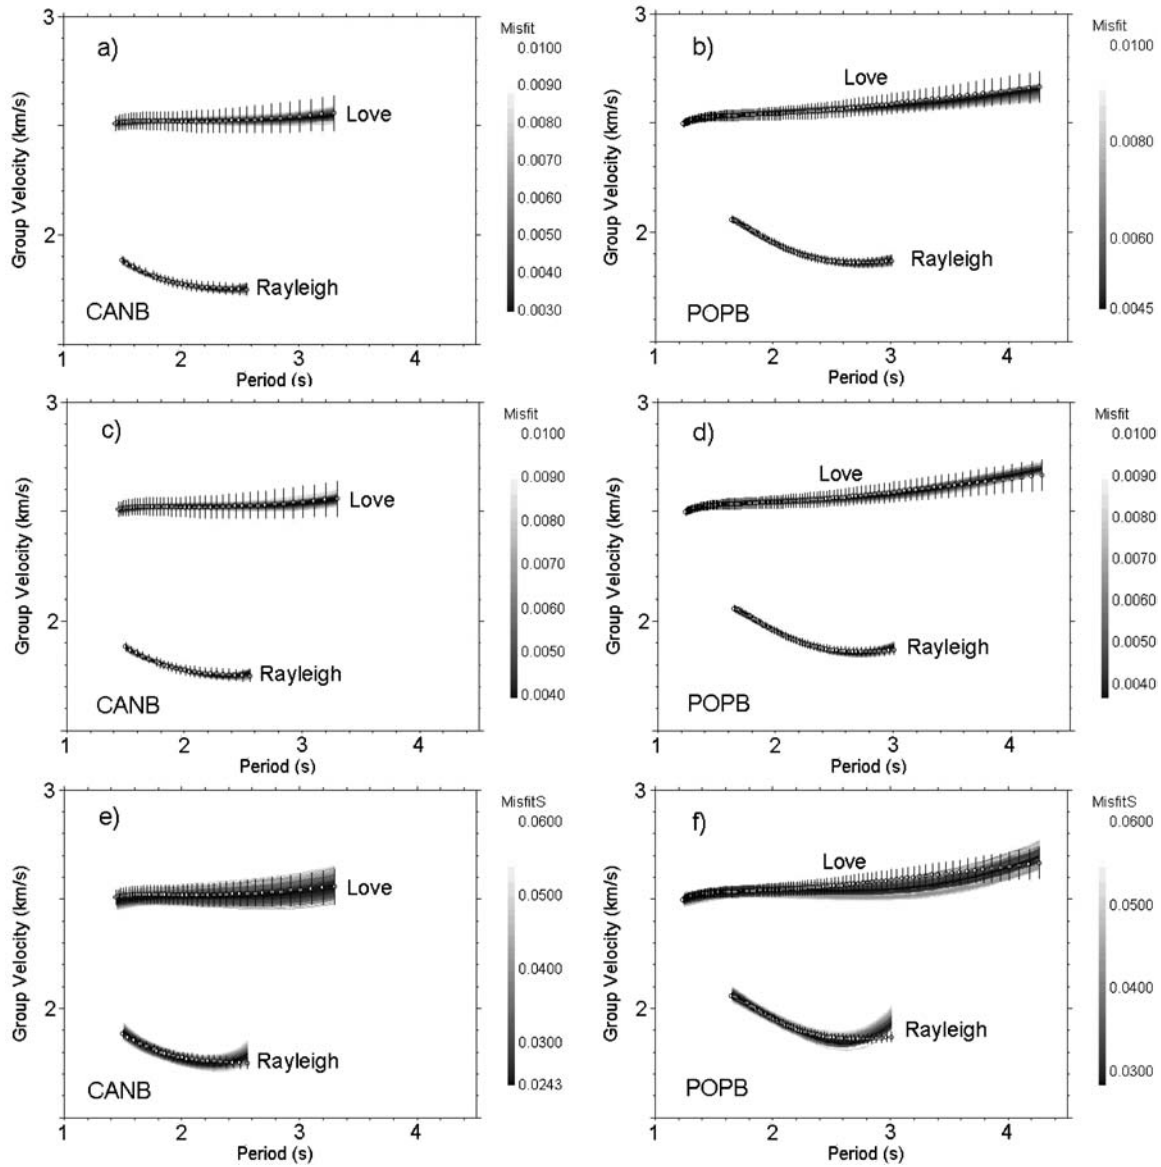 a)
3
2
Group Velocity (km/s)
Love
Rayleigh
CANB
1 2 3 4
Period (s)
Misfit
0.0100
0.0090
0.0080
0.0070
0.0060
0.0050
0.0040
0.0030
b)
3
2
Group Velocity (km/s)
Love
Rayleigh
POPB
1 2 3 4
Period (s)
Misfit
0.0100
0.0080
0.0060
0.0045
c)
3
2
Group Velocity (km/s)
Love
Rayleigh
CANB
1 2 3 4
Period (s)
Misfit
0.0100
0.0090
0.0080
0.0070
0.0060
0.0050
0.0040
d)
3
2
Group Velocity (km/s)
Love
Rayleigh
POPB
1 2 3 4
Period (s)
Misfit
0.0100
0.0090
0.0080
0.0070
0.0060
0.0050
0.0040
e)
3
2
Group Velocity (km/s)
Love
Rayleigh
CANB
1 2 3 4
Period (s)
MisfitS
0.0600
0.0500
0.0400
0.0300
0.0243
f)
3
2
Group Velocity (km/s)
Love
Rayleigh
POPB
1 2 3 4
Period (s)
MisfitS
0.0600
0.0500
0.0400
0.0300